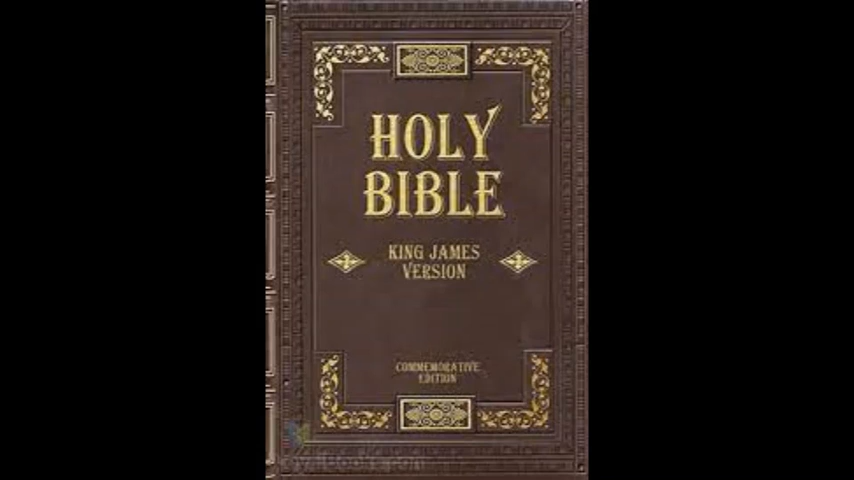 HOLY
BIBLE
KING JAMES
VERSION
COMMEMORATIVE
EDITION